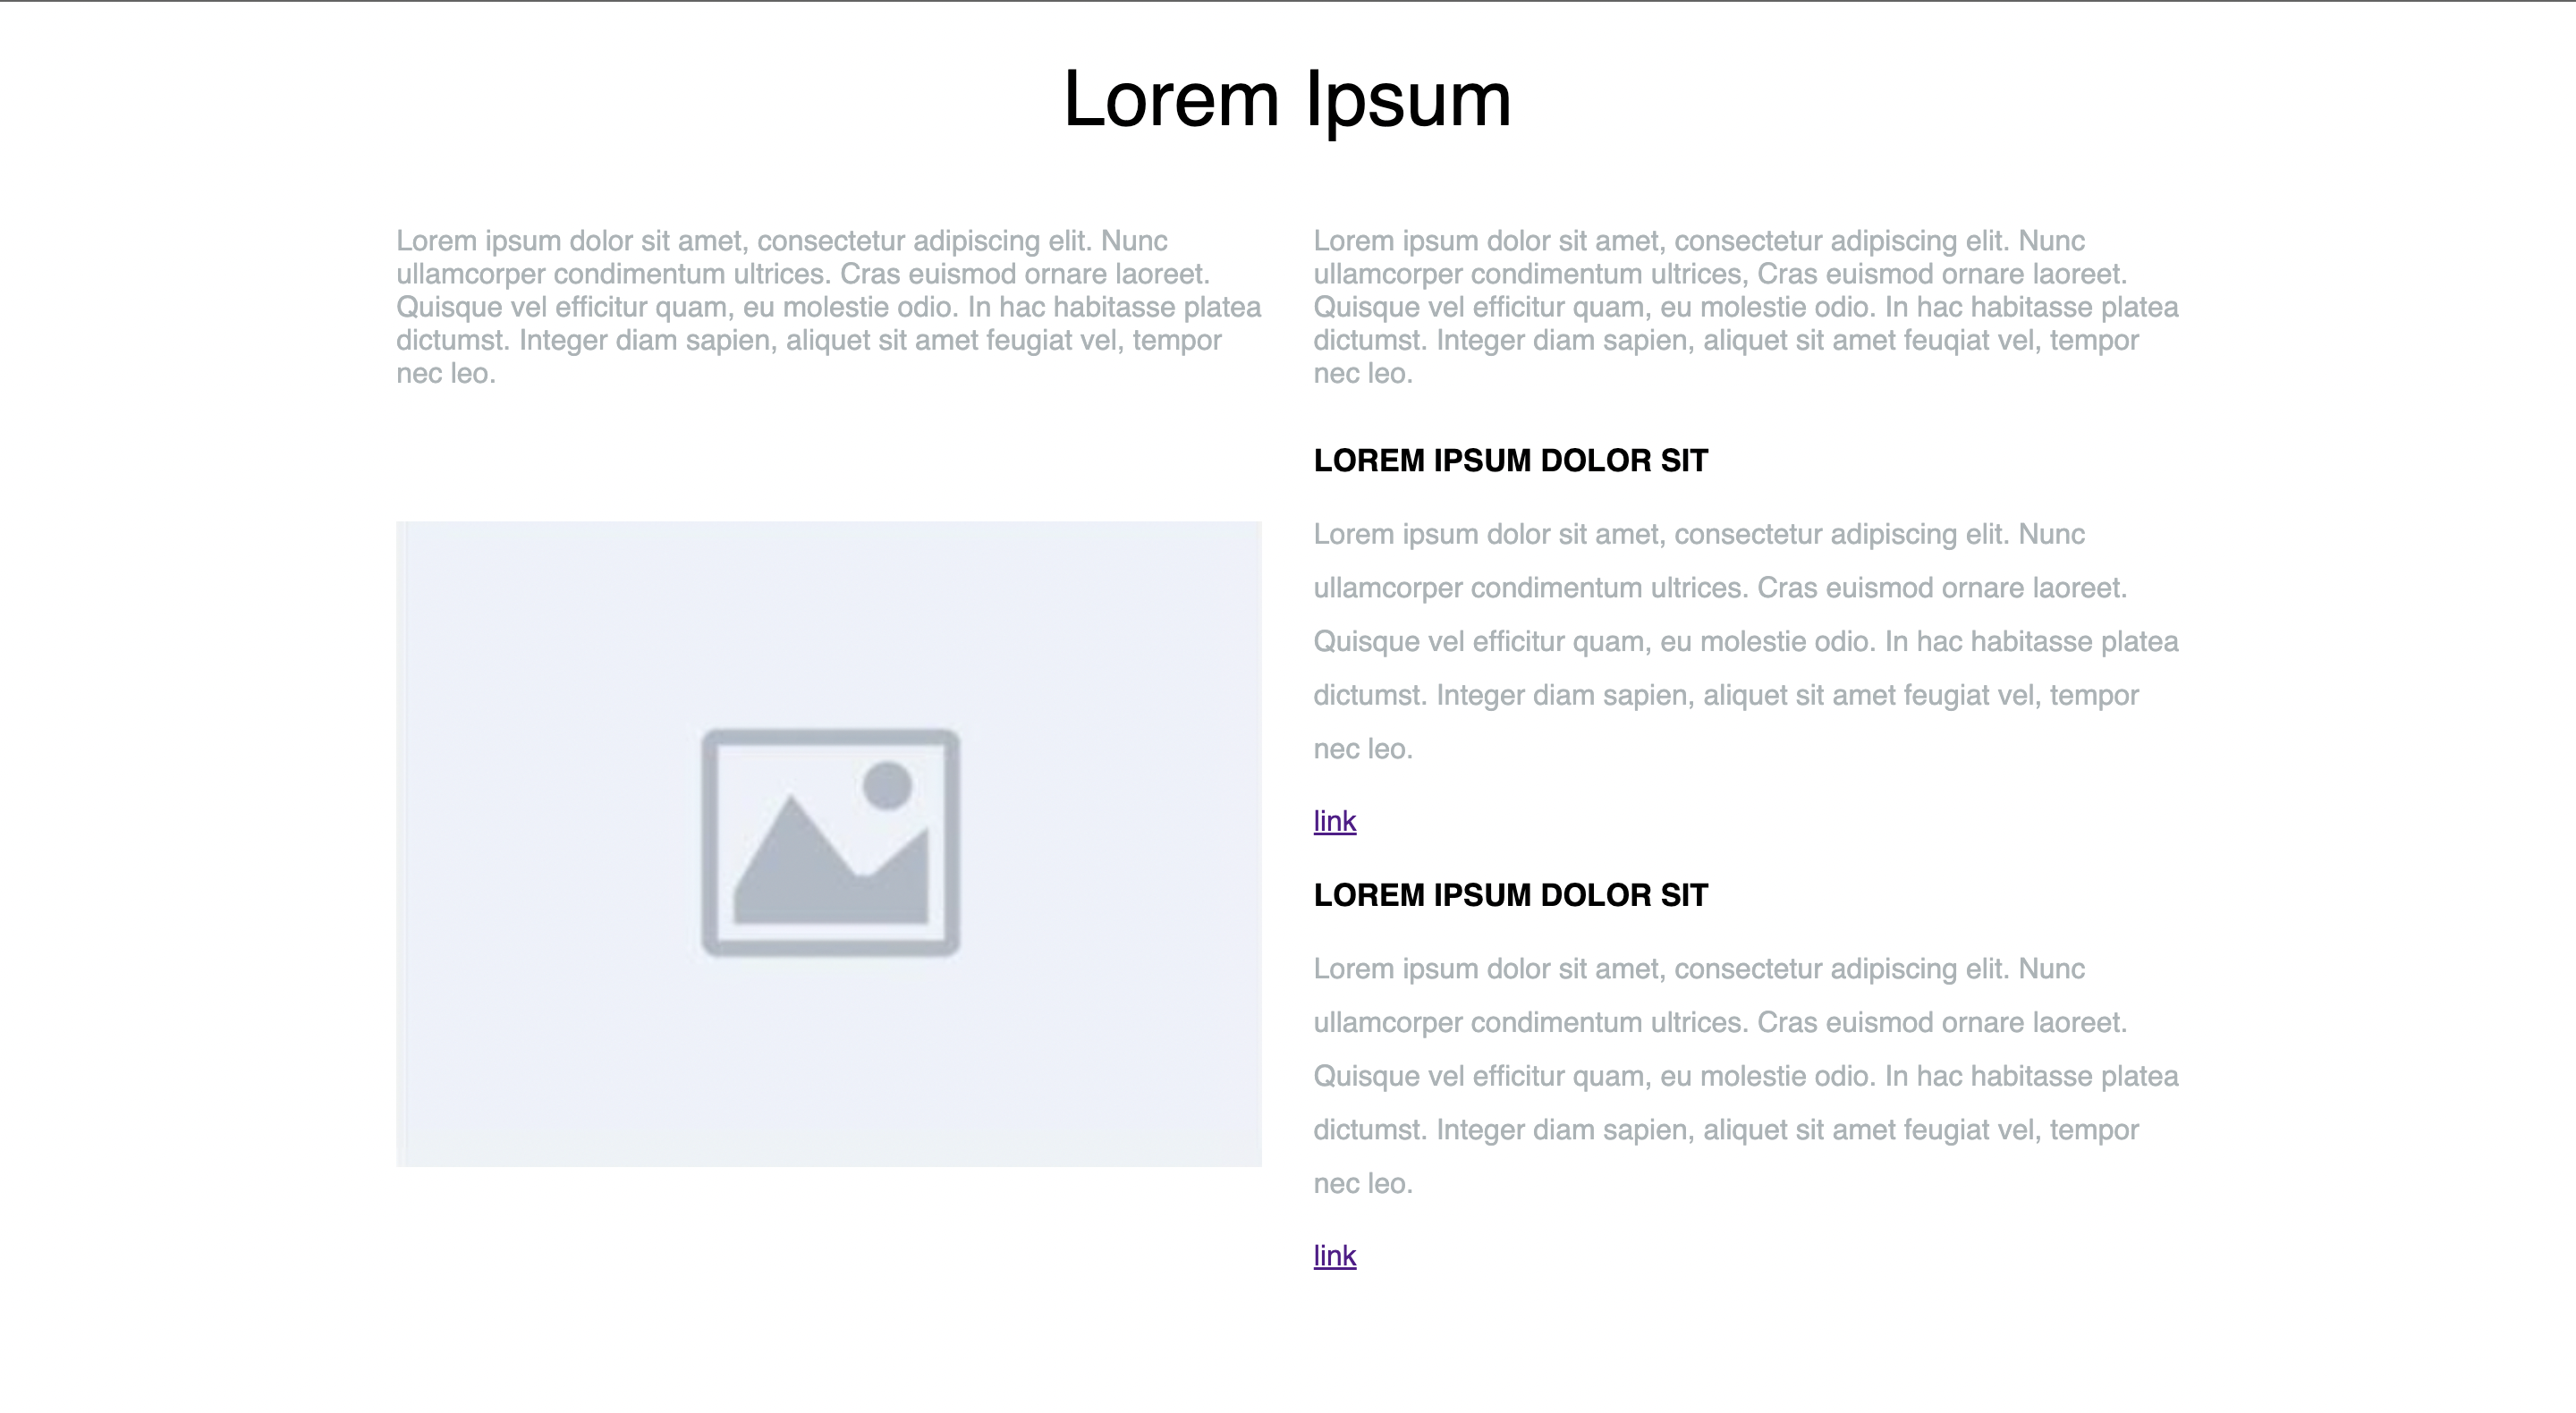 Lorem Ipsum
Lorem ipsum dolor sit amet, consectetur adipiscing elit. Nunc
ullamcorper condimentum ultrices. Cras euismod ornare laoreet.
Quisque vel efficitur quam, eu molestie odio. In hac habitasse platea
dictumst. Integer diam sapien, aliquet sit amet feugiat vel, tempor
nec leo.
Lorem ipsum dolor sit amet, consectetur adipiscing elit. Nunc
ullamcorper condimentum ultrices, Cras euismod ornare laoreet.
Quisque vel efficitur quam, eu molestie odio. In hac habitasse platea
dictumst. Integer diam sapien, aliquet sit amet feuqiat vel, tempor
nec leo.
LOREM IPSUM DOLOR SIT
Lorem ipsum dolor sit amet, consectetur adipiscing elit. Nunc
ullamcorper condimentum ultrices. Cras euismod ornare laoreet.
Quisque vel efficitur quam, eu molestie odio. In hac habitasse platea
dictumst. Integer diam sapien, aliquet sit amet feugiat vel, tempor
nec leo.
link
LOREM IPSUM DOLOR SIT
Lorem ipsum dolor sit amet, consectetur adipiscing elit. Nunc
ullamcorper condimentum ultrices. Cras euismod ornare laoreet.
Quisque vel efficitur quam, eu molestie odio. In hac habitasse platea
dictumst. Integer diam sapien, aliquet sit amet feugiat vel, tempor
nec leo.
link